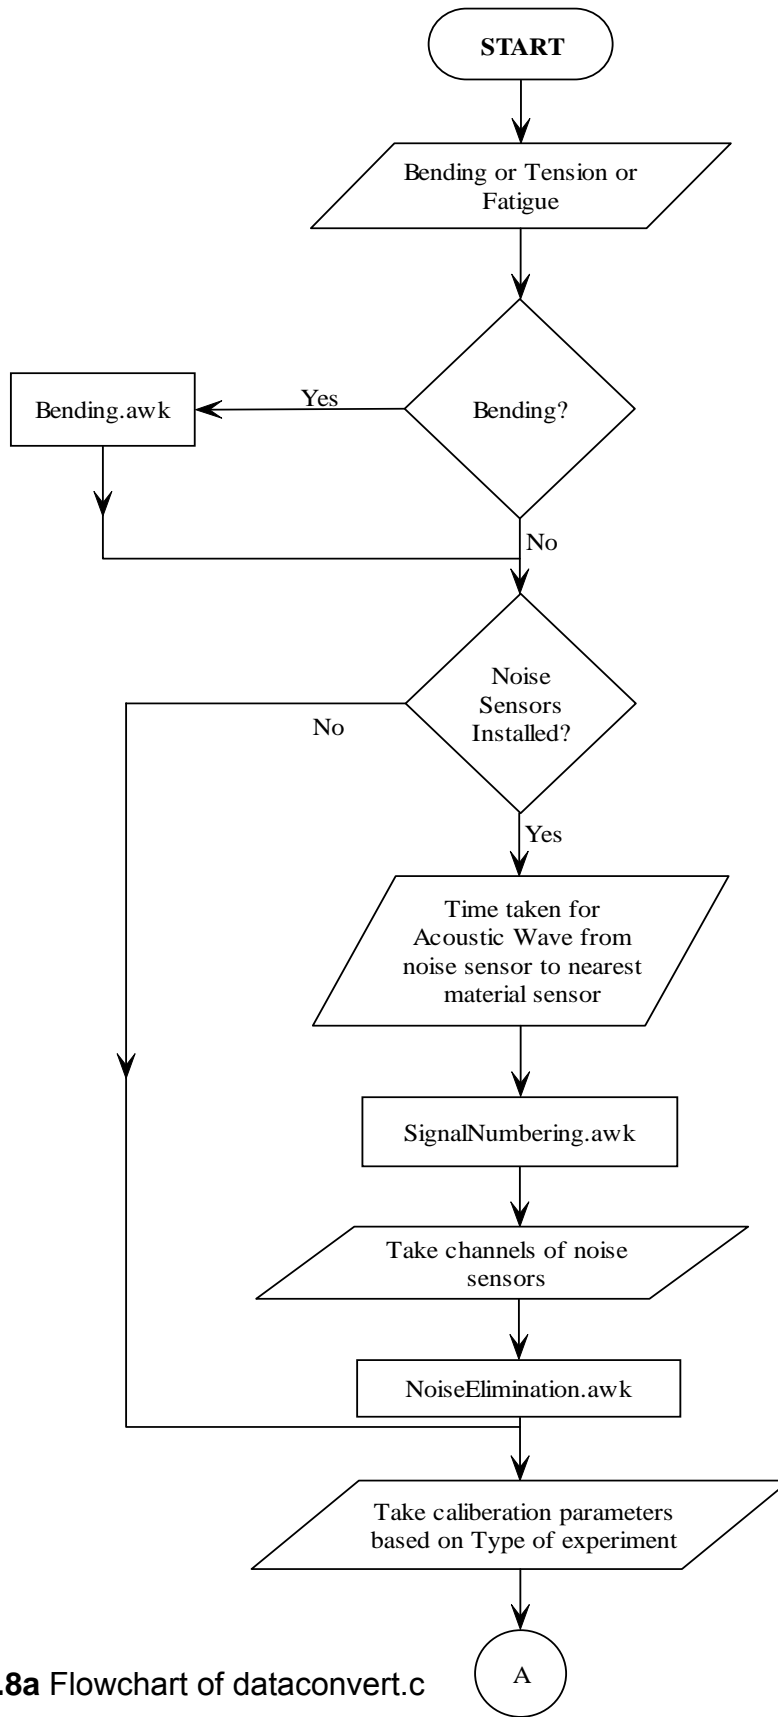 START
Bending or Tension or
Fatigue
Bending?
Yes
Bending.awk
No
Noise
Sensors
Installed?
No
Yes
Time taken for
Acoustic Wave from
noise sensor to nearest
material sensor
SignalNumbering.awk
Take channels of noise
sensors
NoiseElimination.awk
Take caliberation parameters
based on Type of experiment
A
.8a Flowchart of dataconvert.c